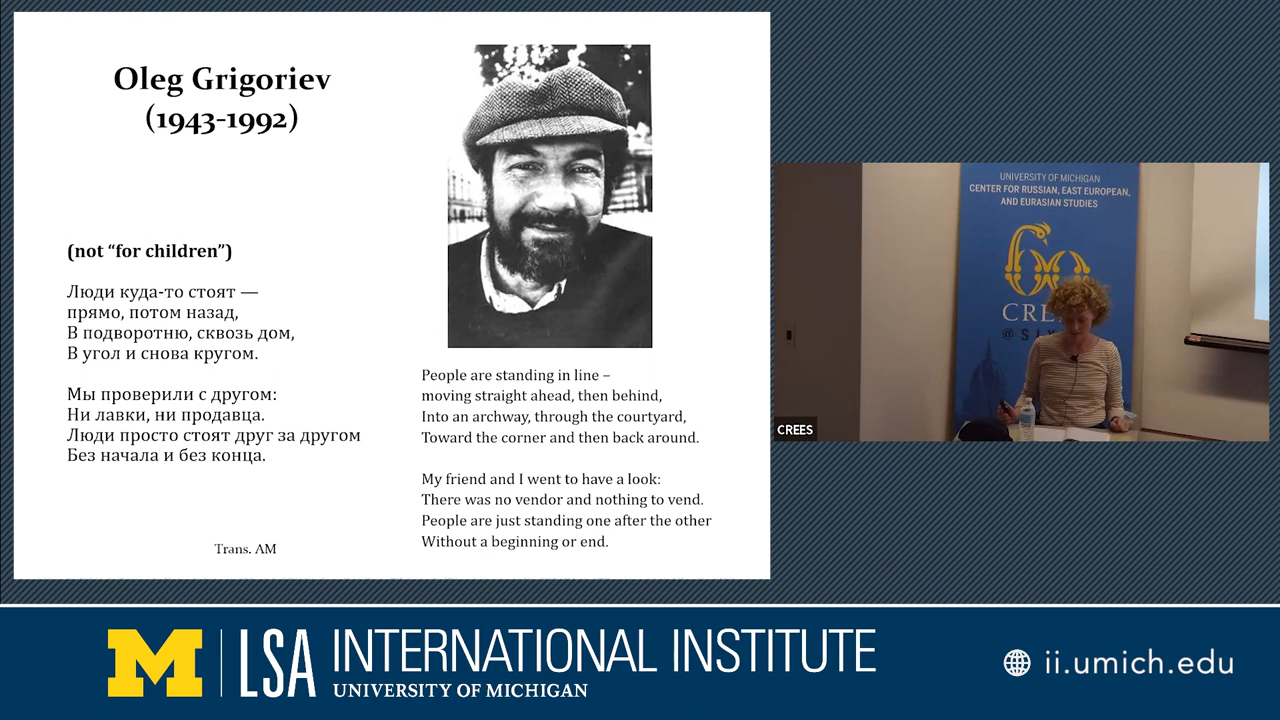 Oleg Grigoriev
(1943-1992)
(not “for children”)
Люди куда-то стоят —
прямо, потом назад,
В подворотню, сквозь дом,
В угол и снова кругом.
Мы проверили с другом:
Ни лавки, ни продавца.
Люди просто стоят друг за другом
Без начала и без конца.
Trans. AM
People are standing in line –
moving straight ahead, then behind,
Into an archway, through the courtyard,
Toward the corner and then back around.
My friend and I went to have a look:
There was no vendor and nothing to vend.
People are just standing one after the other
Without a beginning or end.
UNIVERSITY OF MICHIGAN
CENTER FOR RUSSIAN, EAST EUROPEAN,
AND EURASIAN STUDIES
60
CREES
M LSA INTERNATIONAL INSTITUTE
UNIVERSITY OF MICHIGAN
ii.umich.edu